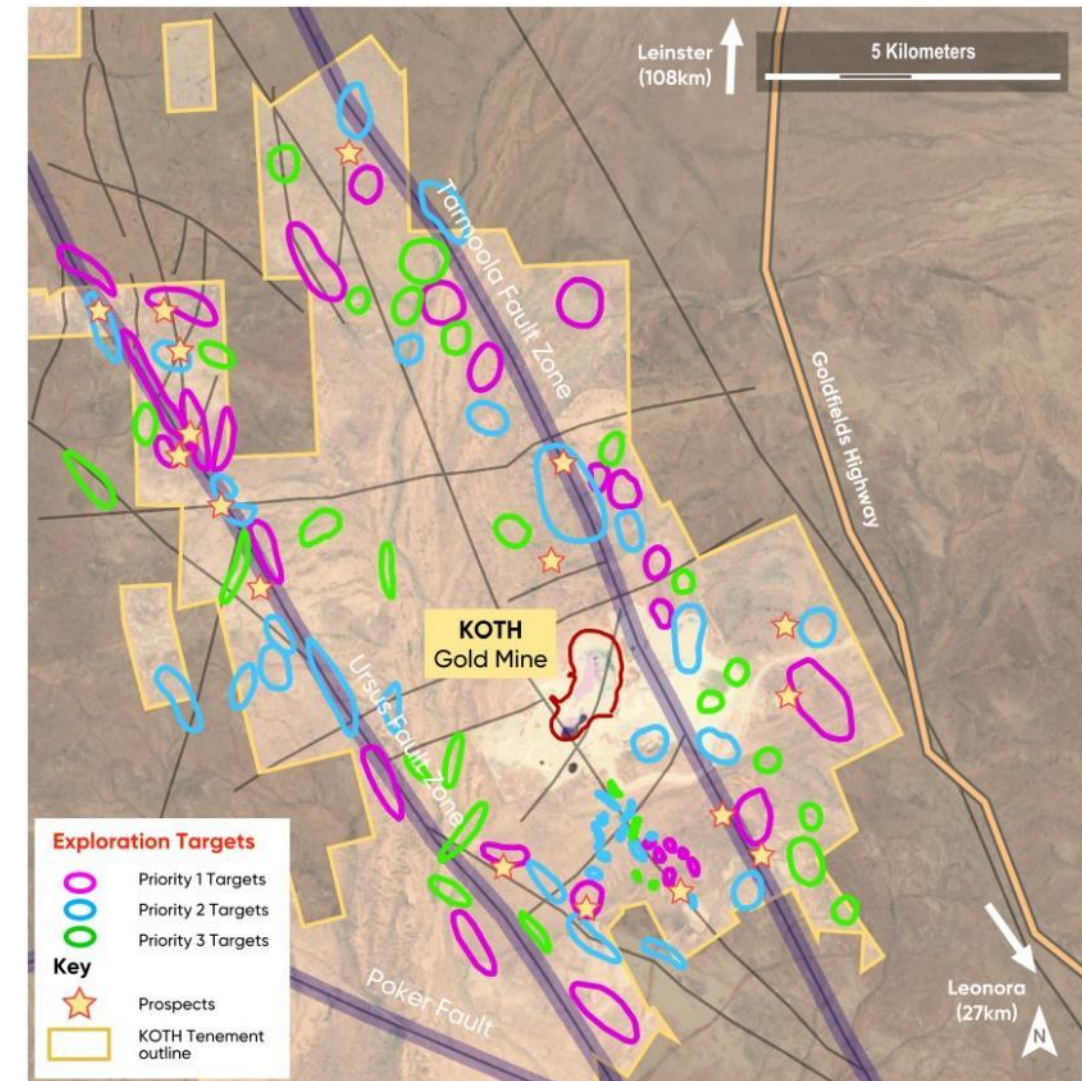 Leinster
(108km)
5 Kilometers
Tarmoola Fault Zone
Goldfields Highway
KOTH
Gold Mine
Ursus Fault Zone
Exploration Targets
Priority 1 Targets
Priority 2 Targets
Priority 3 Targets
Key
Prospects
KOTH Tenement
outline
Poker Fault
Leonora
(27km)
N